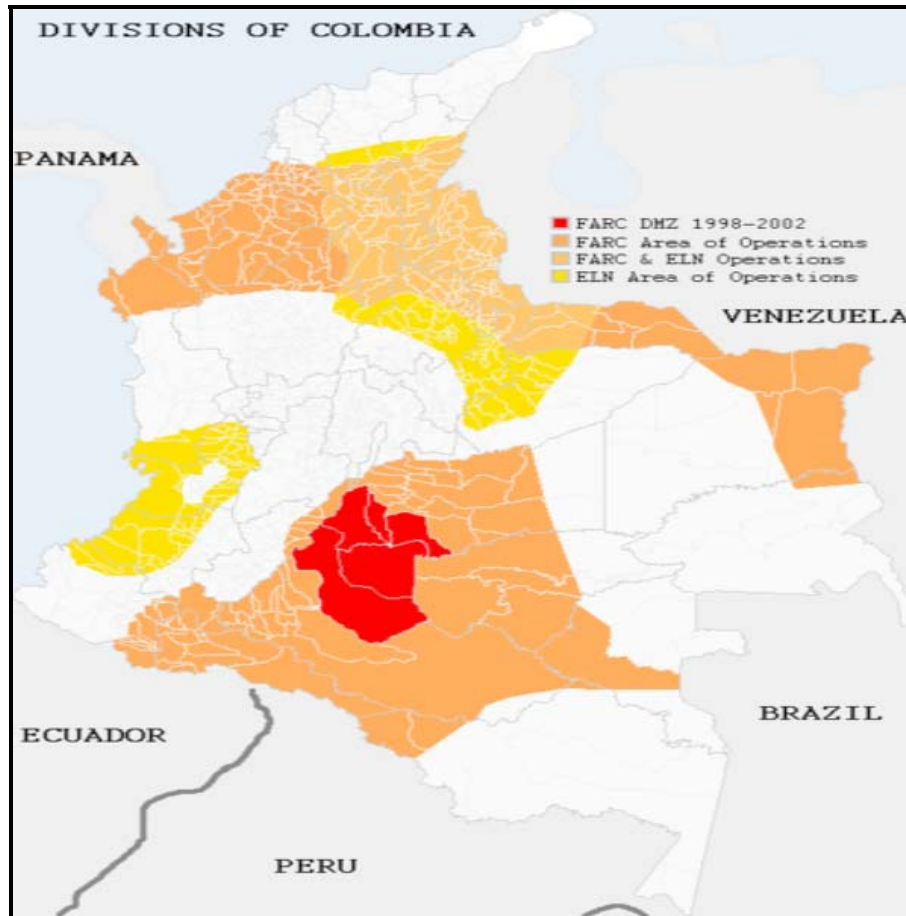 DIVISIONS OF COLOMBIA
PANAMA
FARC DMZ 1998-2002
FARC Area of Operations
FARC & ELN Operations
ELN Area of Operations
VENEZUELA
BRAZIL
ECUADOR
PERU